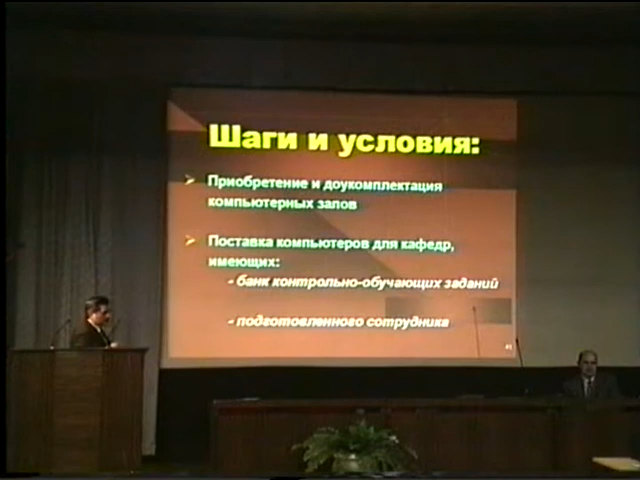 Шаги и условия:
Приобретение и доукомплектация
компьютерных залов
Поставка компьютеров для кафедр,
имеющих:
- банк контрольно-обучающих заданий
- подготовленного сотрудника